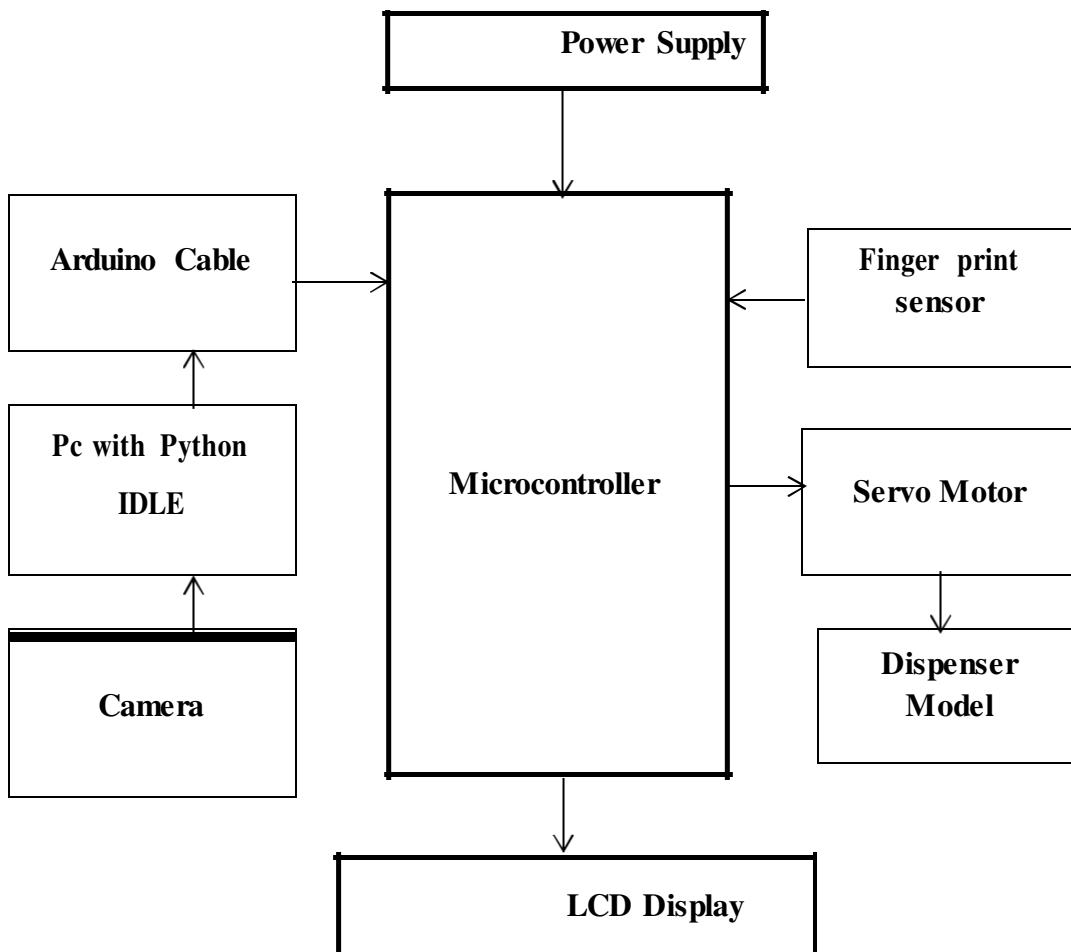 Power Supply
Arduino Cable
Finger print
sensor
Pc with Python
IDLE
Microcontroller
Servo Motor
Camera
Dispenser
Model
LCD Display